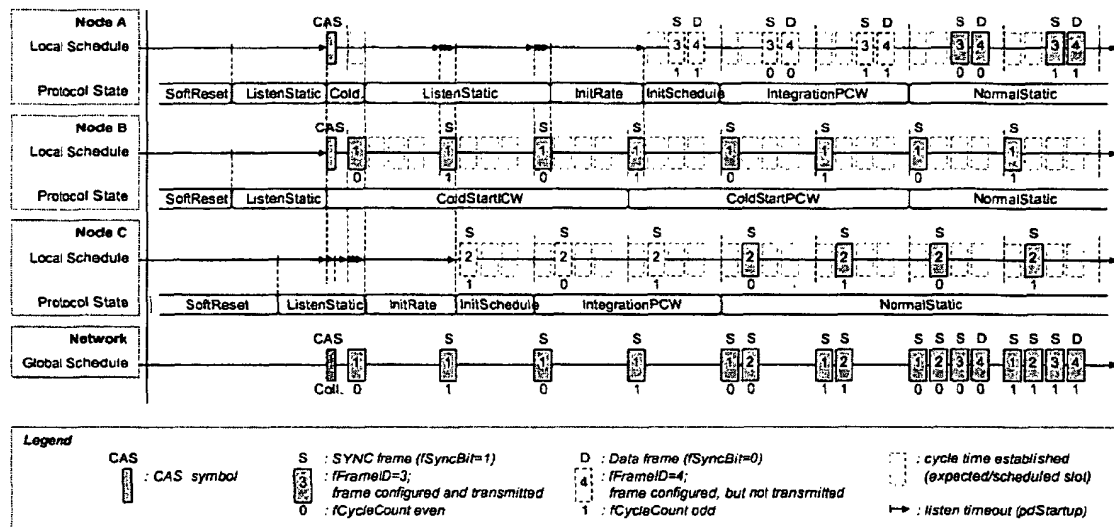 Node A
CAS S D S D S D S D S D
Local Schedule
3 4 3 4 3 4 3 4 3 4
1 1 0 0 1 1 0 0 1 1
Protocol State SoftReset ListenStatic Cold. ListenStatic InitRate InitSchedule IntegrationPCW NormalStatic
Node B
CAS S S S S S S S
Local Schedule
1 1 1 1 1 1 1 1
0 1 0 1 0 1 0 1
Protocol State SoftReset ListenStatic ColdStartICW ColdStartPCW NormalStatic
Node C
S S S S S S S
Local Schedule
2 2 2 2 2 2 2
1 0 1 0 1 0 1
Protocol State SoftReset ListenStatic InitRate InitSchedule IntegrationPCW NormalStatic
Network
CAS S S S S S S S S S S D S S S D
Global Schedule
1 1 1 1 1 2 1 2 1 2 3 4 1 2 3 4
Coll. 0 1 0 1 0 0 1 1 0 0 0 0 1 1 1 1
Legend
CAS
: CAS symbol
S : SYNC frame (fSyncBit=1)
3 : fFrameID=3;
frame configured and transmitted
0 : fCycleCount even
D : Data frame (fSyncBit=0)
4 : fFrameID=4;
frame configured, but not transmitted
1 : fCycleCount odd
: cycle time established
(expected/scheduled slot)
: listen timeout (pdStartup)